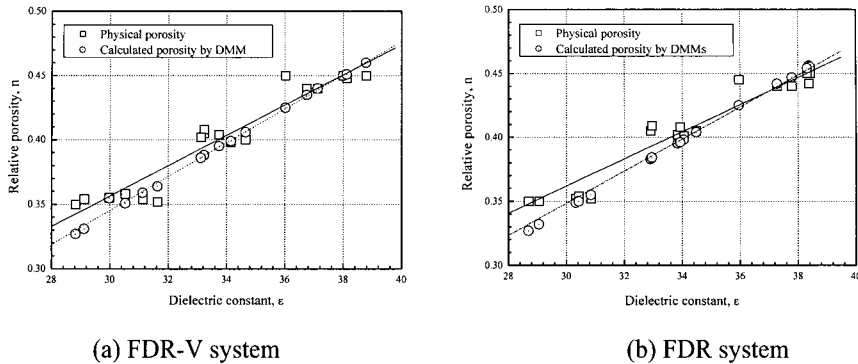 (a)
Physical porosity
Calculated porosity by DMM
Relative porosity, n
0.50
0.45
0.40
0.35
0.30
28 30 32 34 36 38 40
Dielectric constant, ε
(a) FDR-V system
(b)
Physical porosity
Calculated porosity by DMMs
Relative porosity, n
0.50
0.45
0.40
0.35
0.30
28 30 32 34 36 38 40
Dielectric constant, ε
(b) FDR system